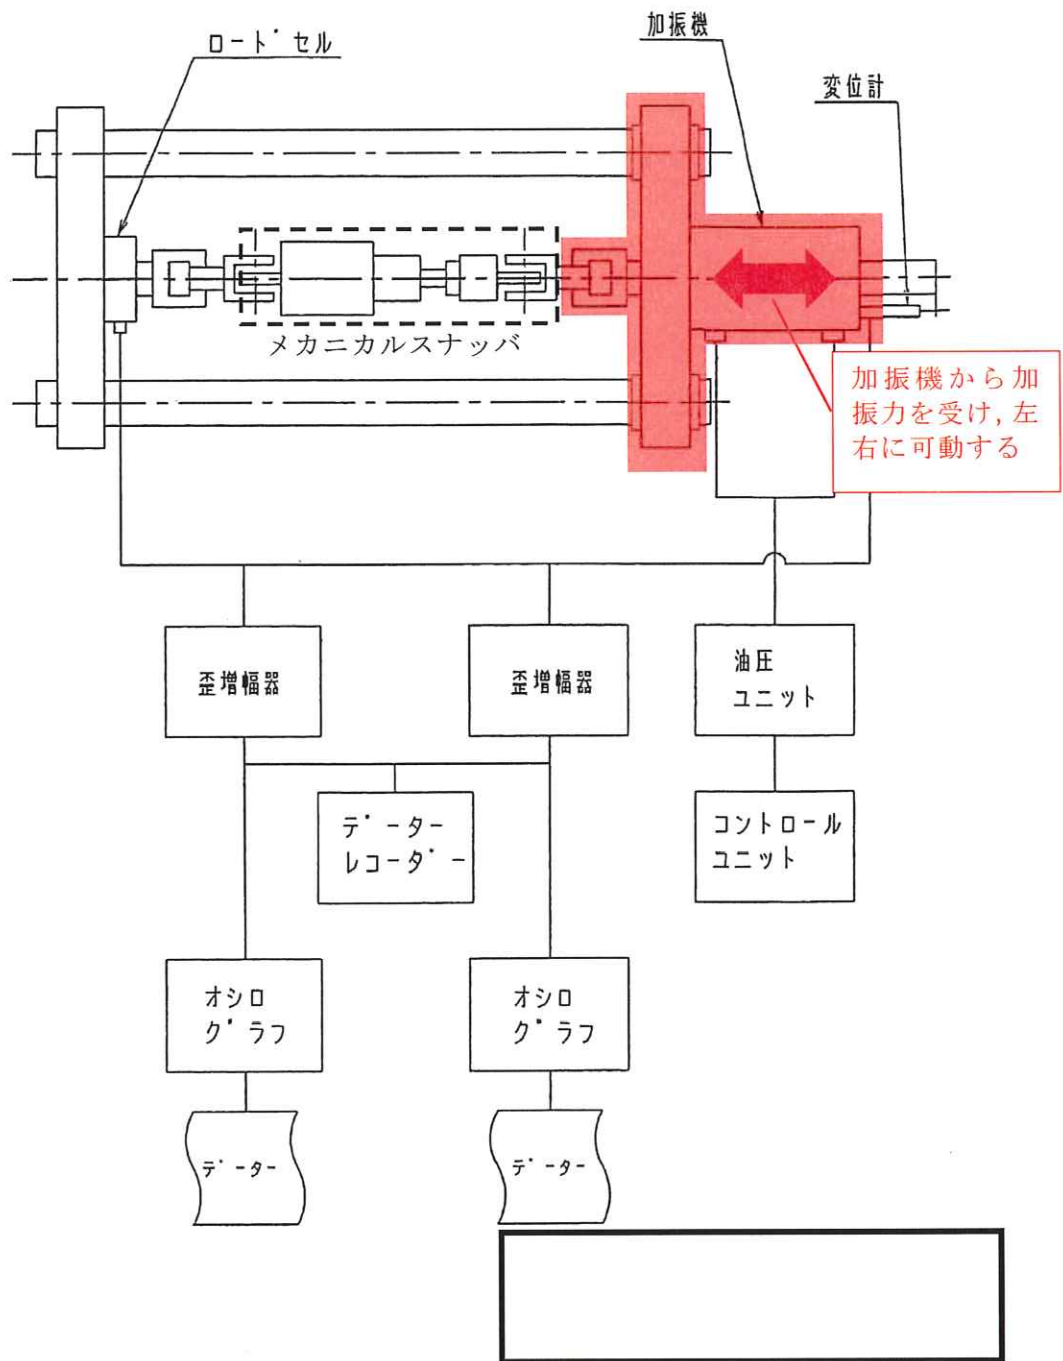 ロードセル
加振機
変位計
メカニカルスナッバ
加振機から加
振力を受け,左
右に可動する
歪増幅器
歪増幅器
油圧
ユニット
データー
レコーダー
コントロール
ユニット
オシロ
グラフ
オシロ
グラフ
データー
データー